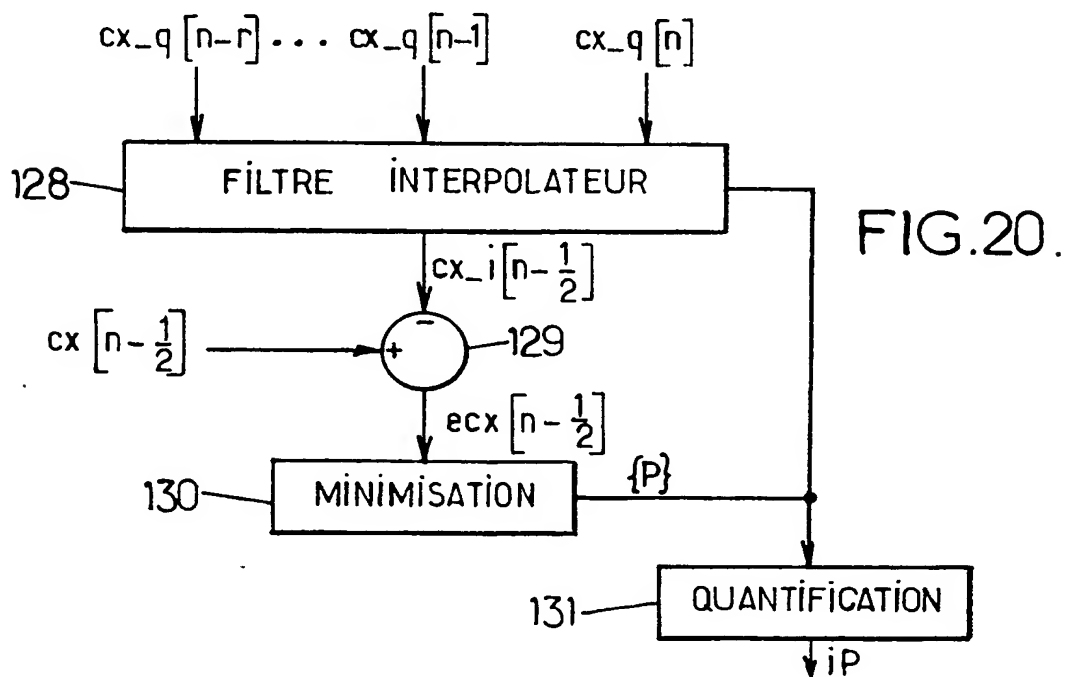 cx_q[n-r]... cx_q[n-1] cx_q[n]
128 FILTRE INTERPOLATEUR
FIG.20.
cx_i[n-1/2]
cx[n-1/2] + - 129
ecx[n-1/2]
130 MINIMISATION {P}
131 QUANTIFICATION
iP